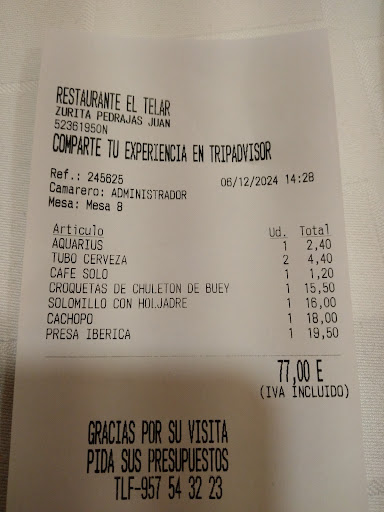 RESTAURANTE EL TELAR
ZURITA PEDRAJAS JUAN
52361950N
COMPARTE TU EXPERIENCIA EN TRIPADVISOR
Ref.: 245625 06/12/2024 14:28
Camarero: ADMINISTRADOR
Mesa: Mesa 8
Articulo Ud. Total
AQUARIUS 1 2,40
TUBO CERVEZA 2 4,40
CAFE SOLO 1 1,20
CROQUETAS DE CHULETON DE BUEY 1 15,50
SOLOMILLO CON HOJADRE 1 16,00
CACHOPO 1 18,00
PRESA IBERICA 1 19,50
77,00 E
(IVA INCLUIDO)
GRACIAS POR SU VISITA
PIDA SUS PRESUPUESTOS
TLF-957 54 32 23